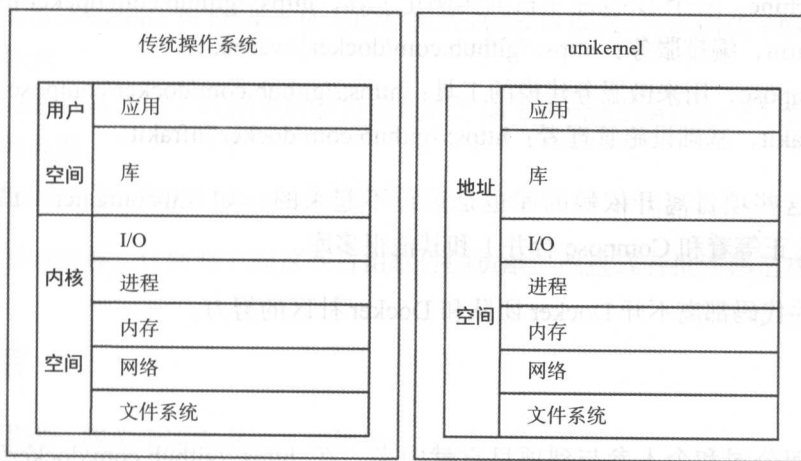 传统操作系统
用户
空间
应用
库
内核
空间
I/O
进程
内存
网络
文件系统
unikernel
地址
空间
应用
库
I/O
进程
内存
网络
文件系统